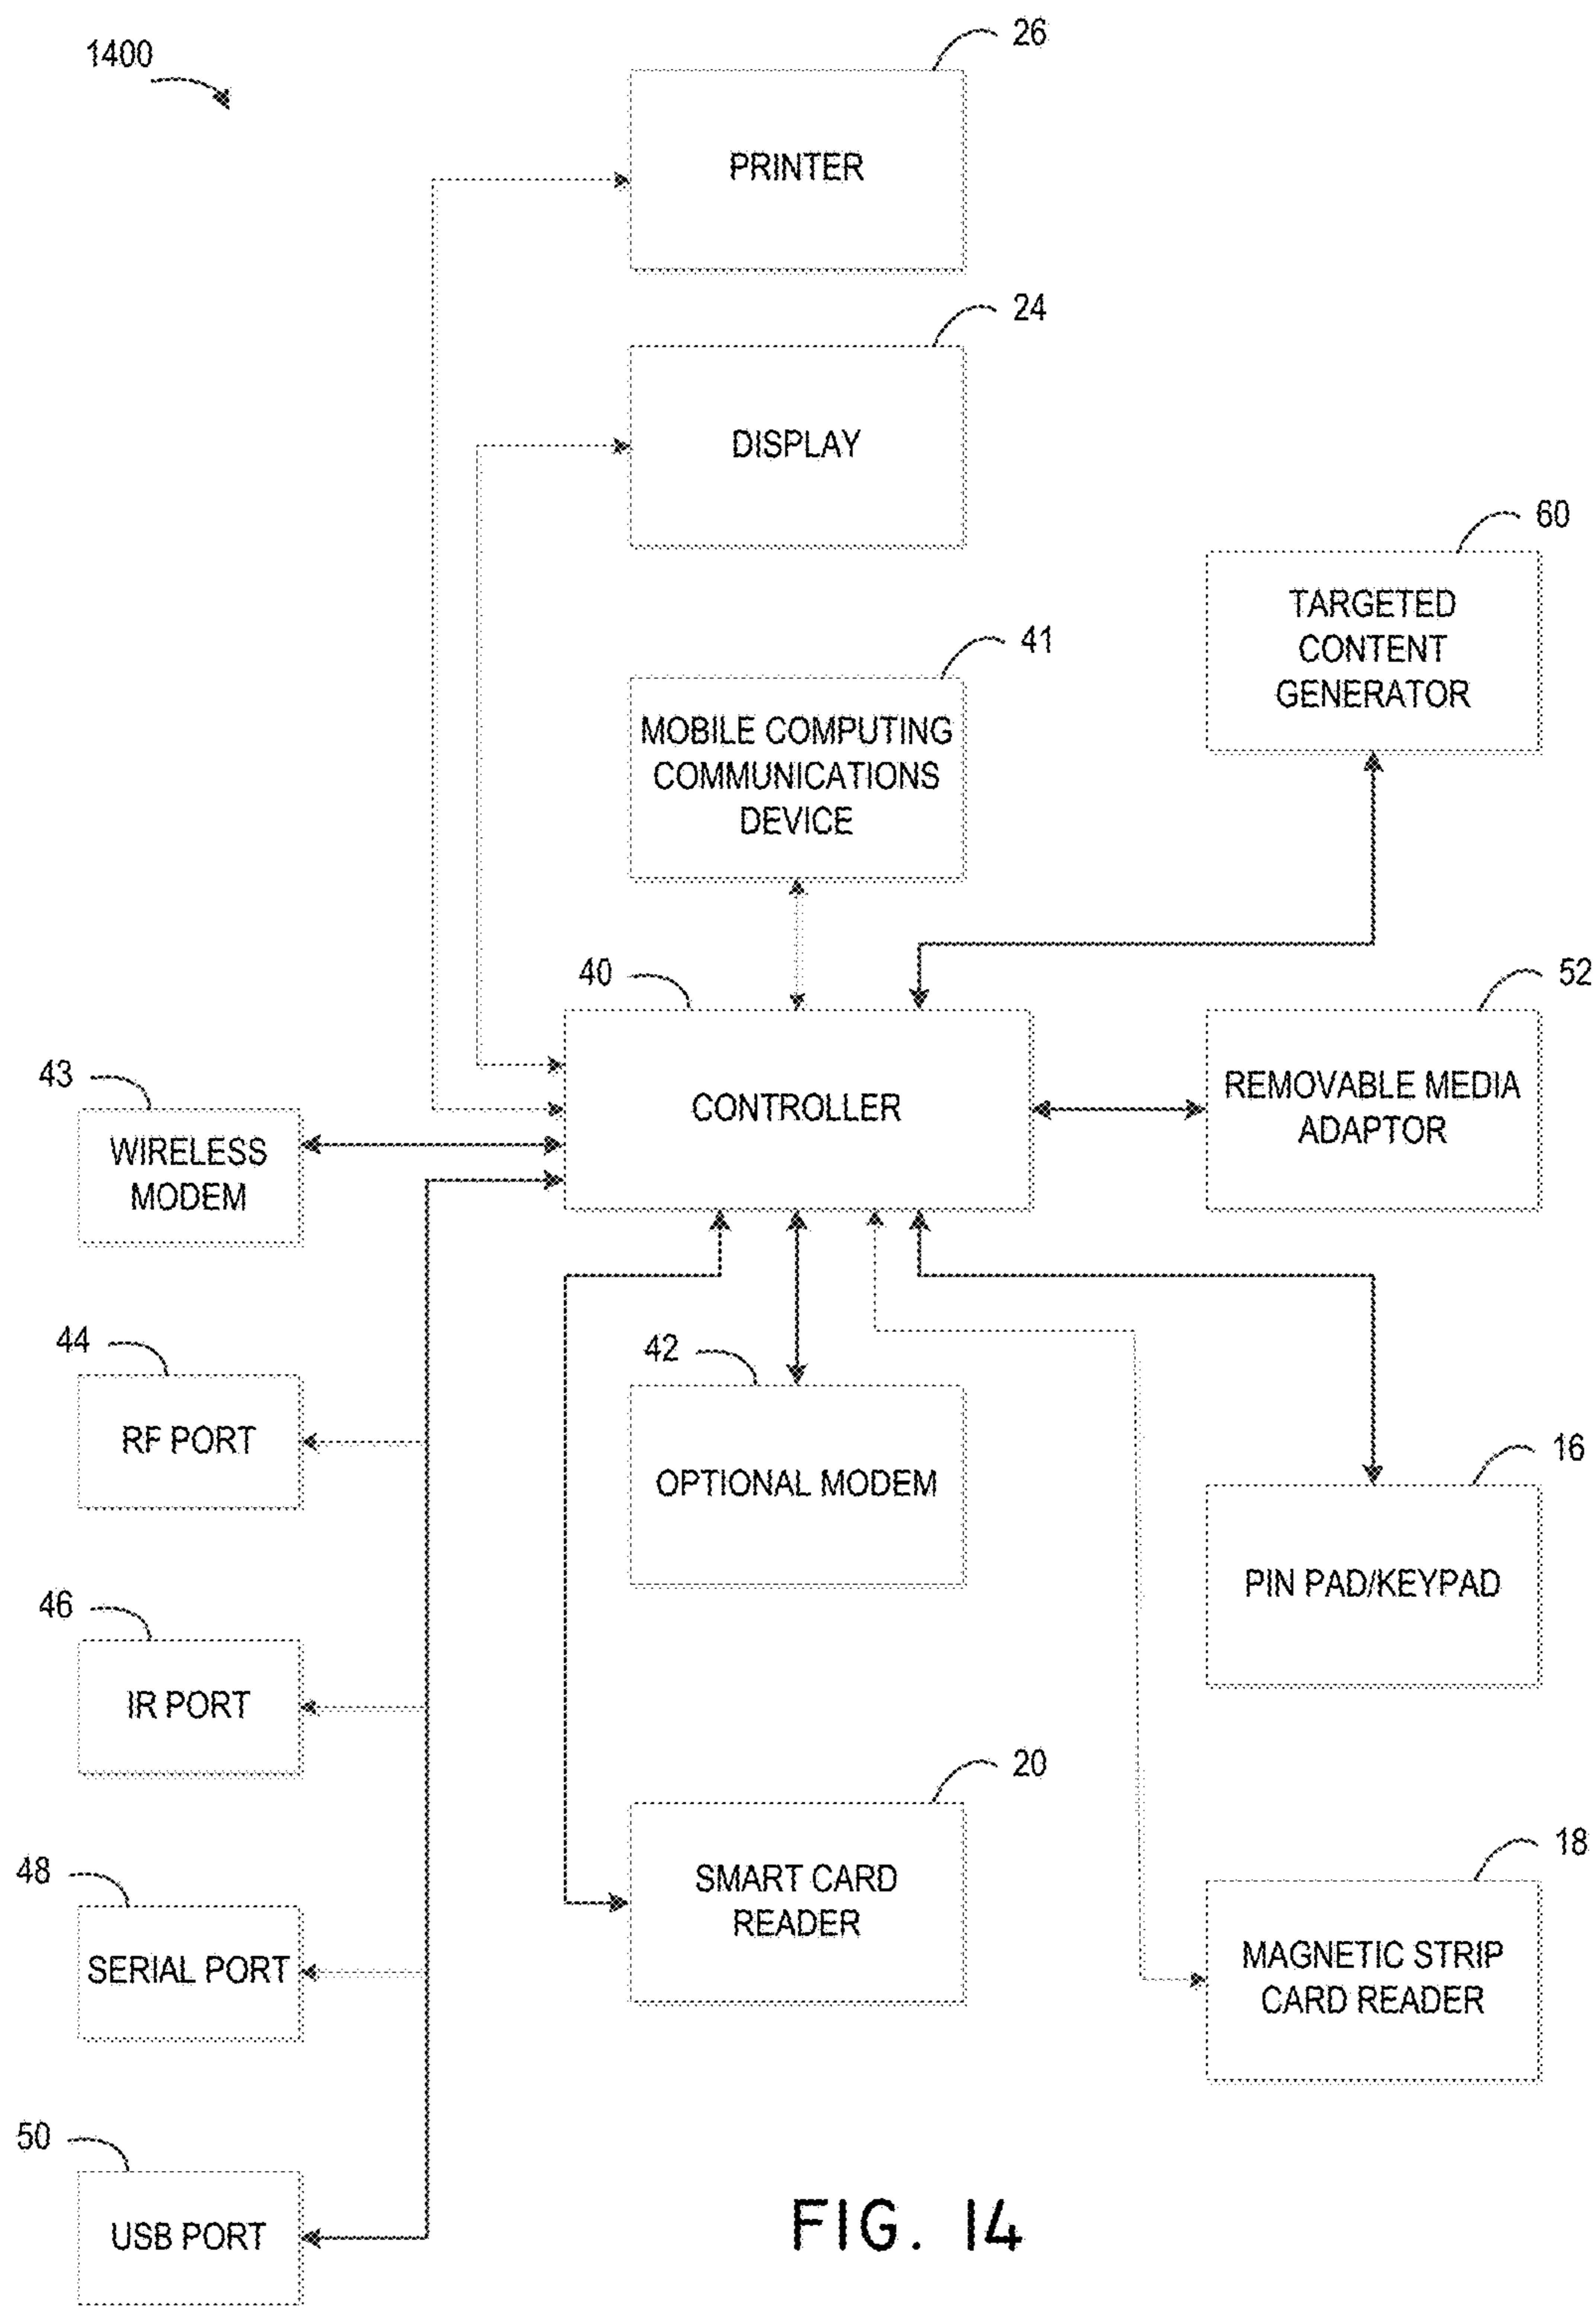 1400
26
PRINTER
24
DISPLAY
60
TARGETED
CONTENT
GENERATOR
41
MOBILE COMPUTING
COMMUNICATIONS
DEVICE
40
CONTROLLER
52
REMOVABLE MEDIA
ADAPTOR
43
WIRELESS
MODEM
44
RF PORT
42
OPTIONAL MODEM
16
PIN PAD/KEYPAD
46
IR PORT
20
SMART CARD
READER
48
SERIAL PORT
18
MAGNETIC STRIP
CARD READER
50
USB PORT
FIG. 14